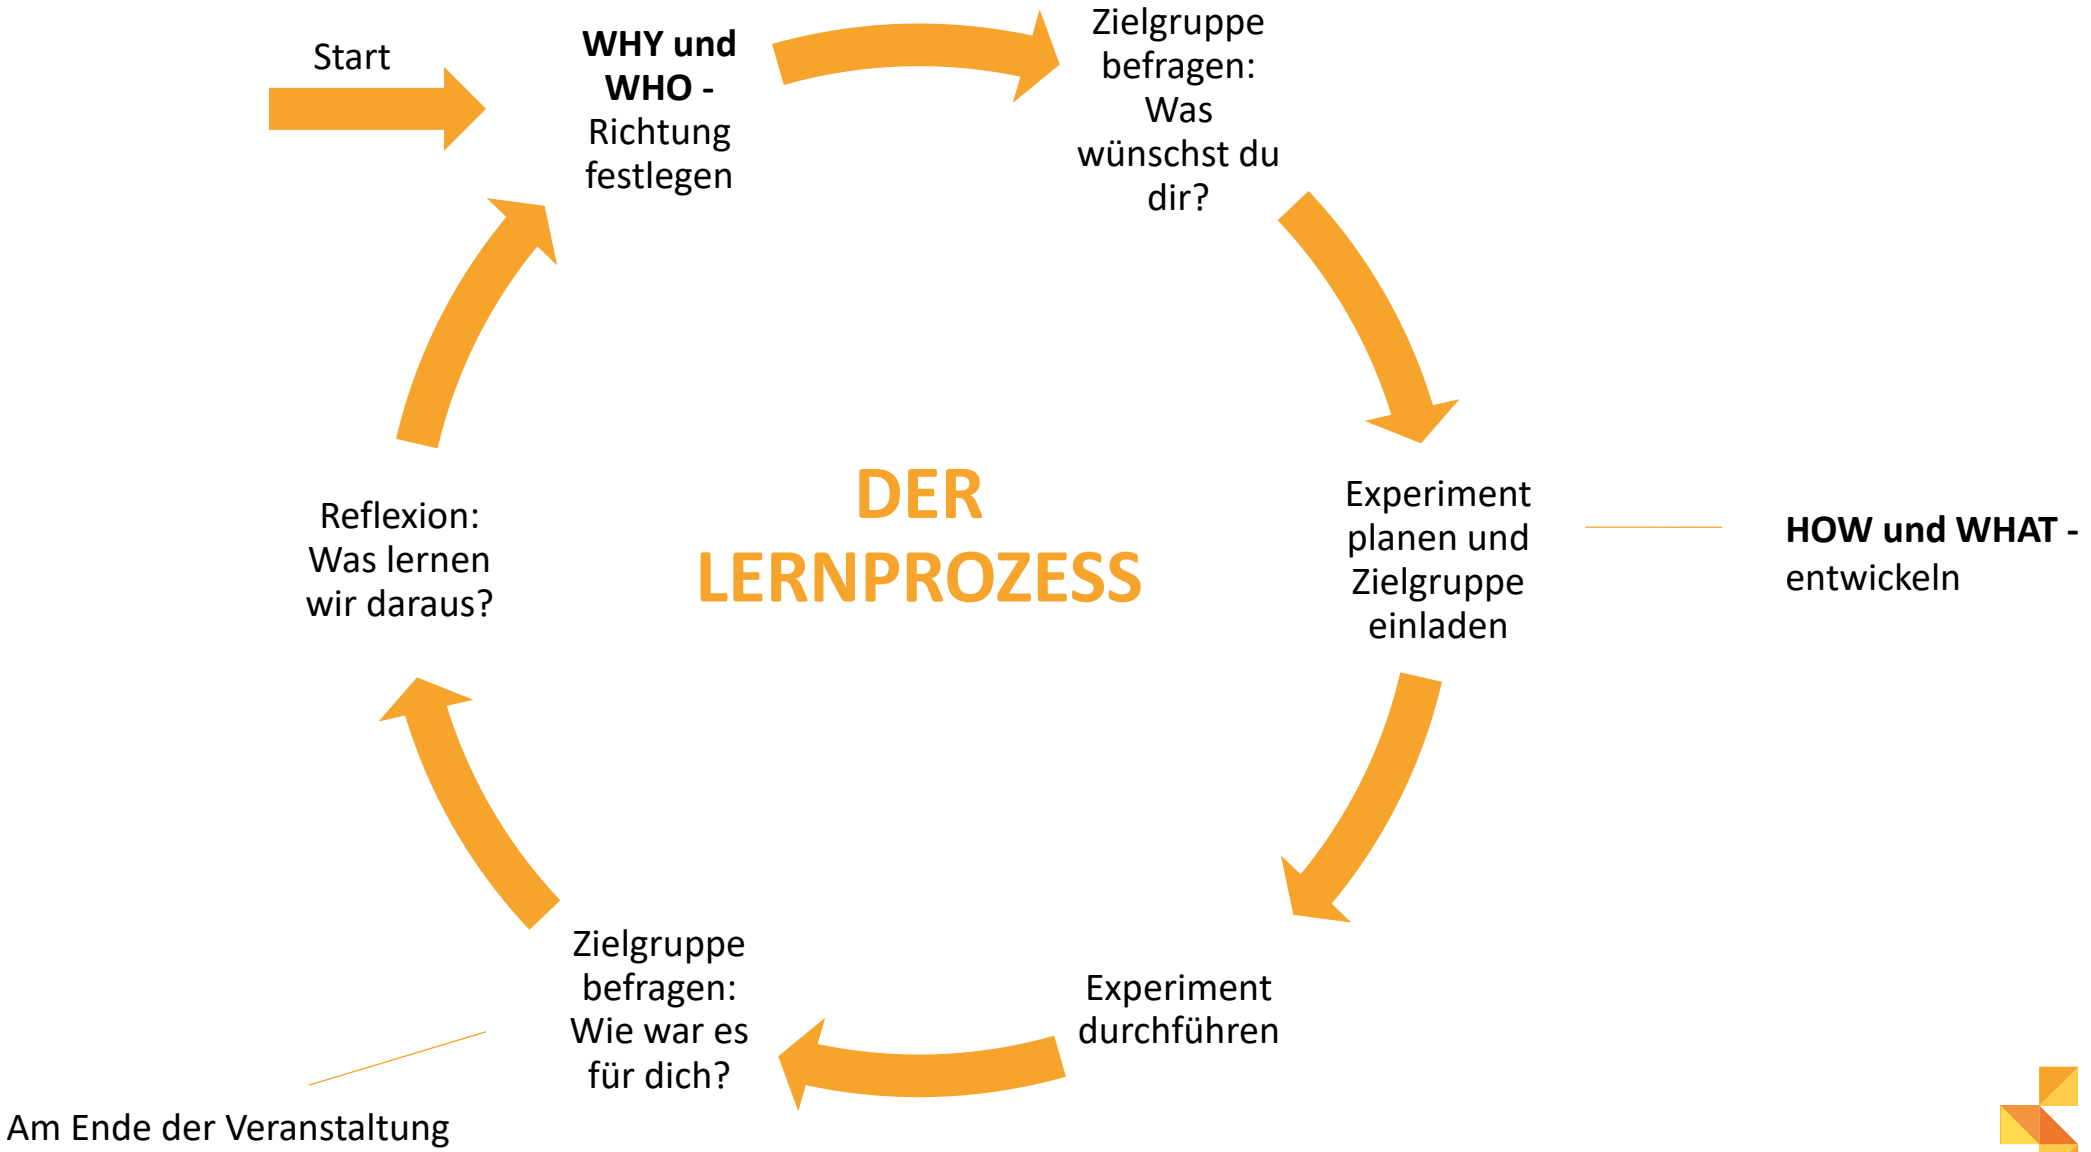 Start
WHY und
WHO -
Richtung
festlegen
Zielgruppe
befragen:
Was
wünschst du
dir?
Experiment
planen und
Zielgruppe
einladen
HOW und WHAT -
entwickeln
Experiment
durchführen
Zielgruppe
befragen:
Wie war es
für dich?
Am Ende der Veranstaltung
Reflexion:
Was lernen
wir daraus?
DER
LERNPROZESS